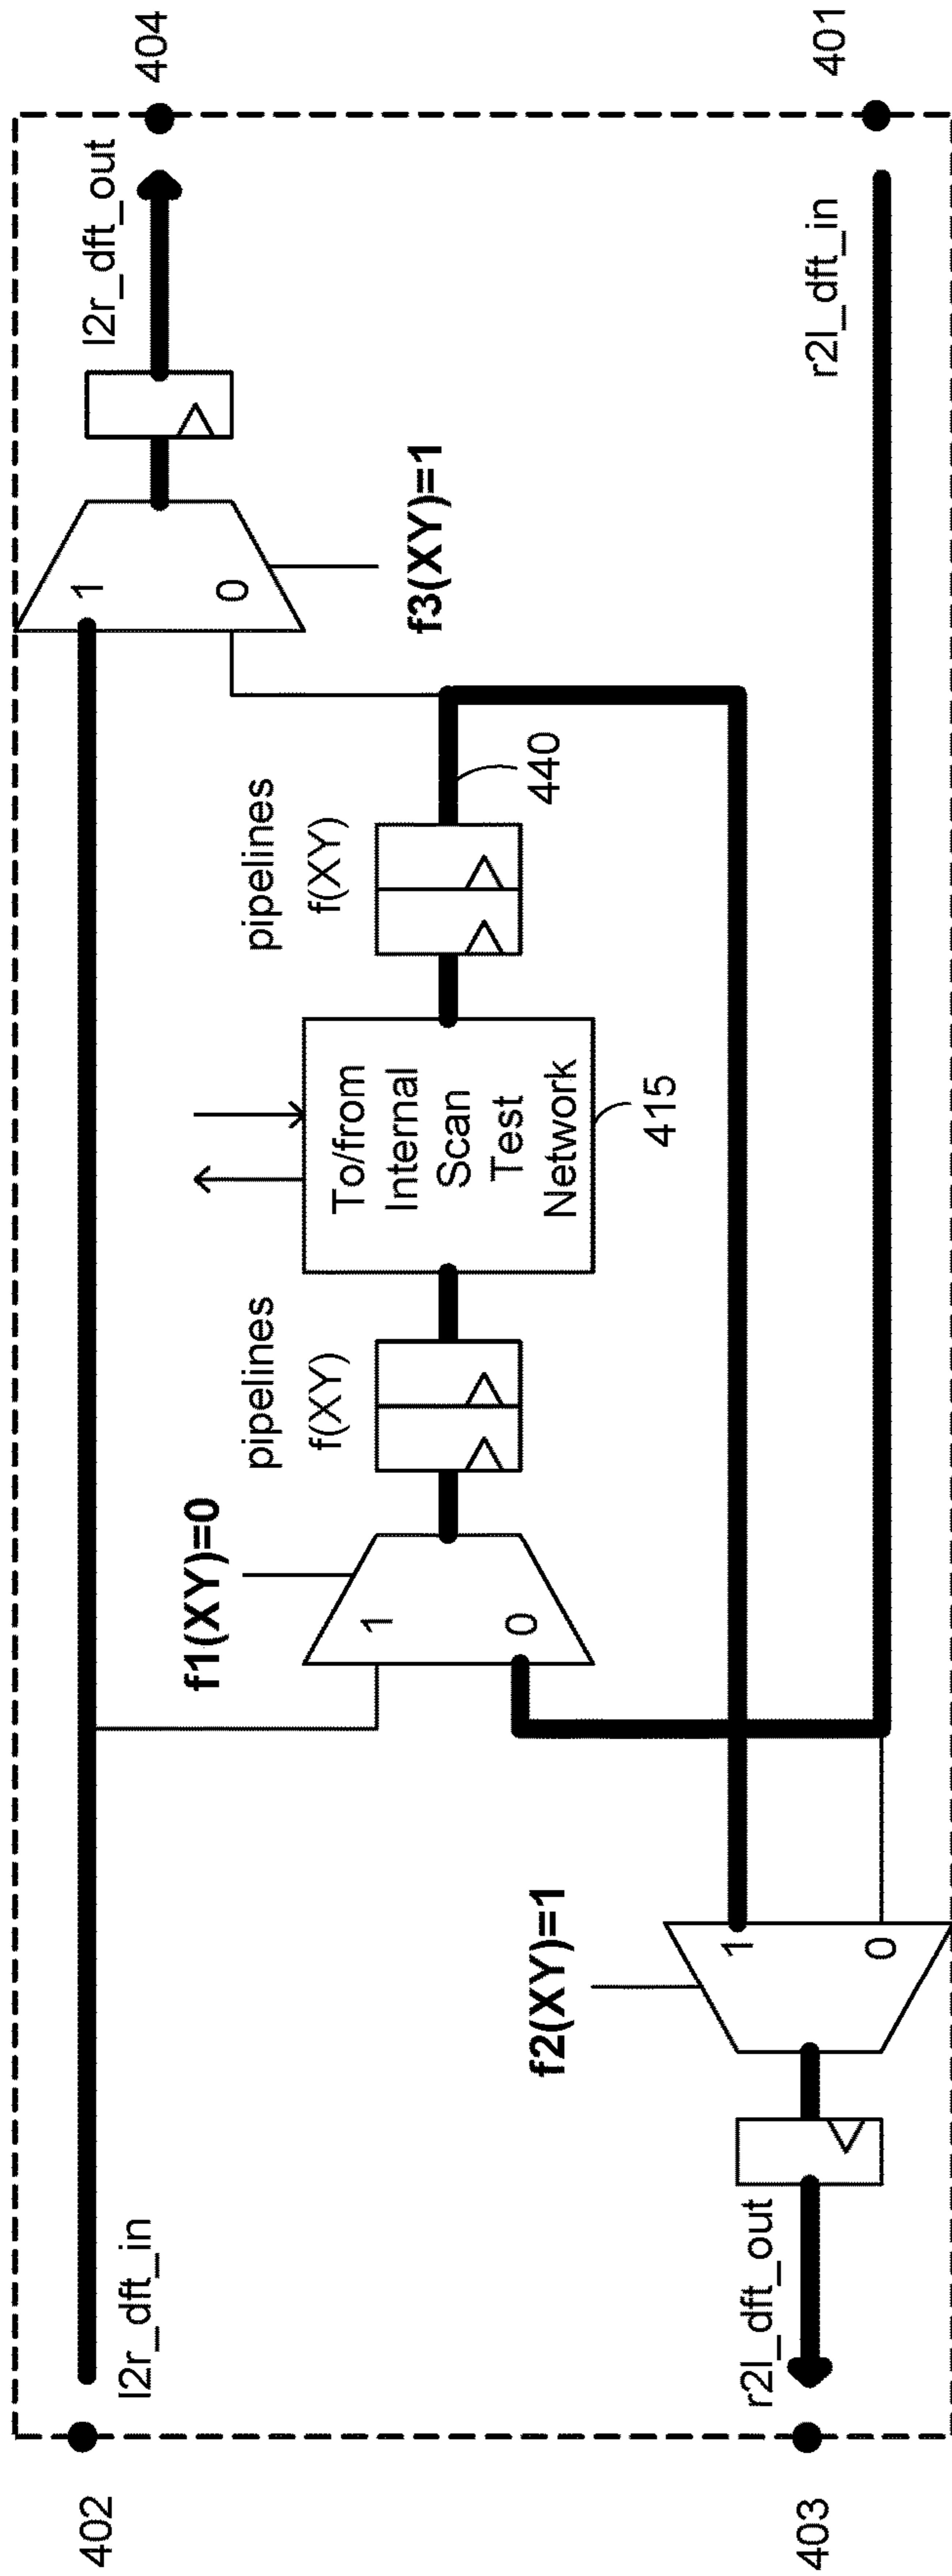 402
l2r_dft_in
l2r_dft_out
404
1
0
f3(XY)=1
f1(XY)=0
1
0
pipelines
f(XY)
To/from
Internal
Scan
Test
Network
415
pipelines
f(XY)
440
f2(XY)=1
1
0
403
r2l_dft_out
r2l_dft_in
401